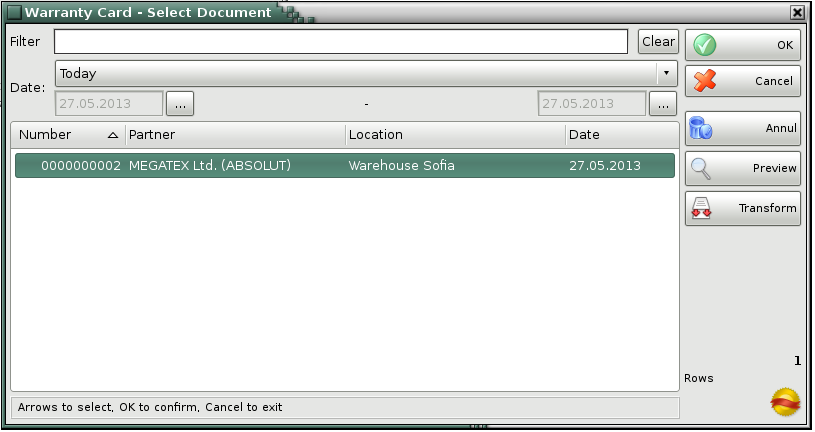 Warranty Card - Select Document
Filter
Clear
OK
Date:
Today
Cancel
27.05.2013 ... - 27.05.2013 ...
Number Partner Location Date
Annul
0000000002 MEGATEX Ltd. (ABSOLUT) Warehouse Sofia 27.05.2013
Preview
Transform
1
Rows
Arrows to select, OK to confirm, Cancel to exit